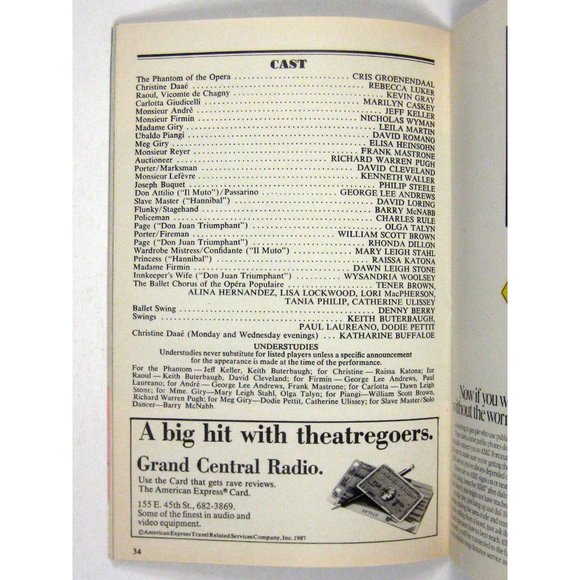 CAST
The Phantom of the Opera . . . . . . . . . . . . . . . . . . . . CRIS GROENENDAAL
Christine Daaé . . . . . . . . . . . . . . . . . . . . REBECCA LUKER
Raoul, Vicomte de Chagny . . . . . . . . . . . . . . . . . . . . KEVIN GRAY
Carlotta Giudicelli . . . . . . . . . . . . . . . . . . . . MARILYN CASKEY
Monsieur André . . . . . . . . . . . . . . . . . . . . JEFF KELLER
Monsieur Firmin . . . . . . . . . . . . . . . . . . . . NICHOLAS WYMAN
Madame Giry . . . . . . . . . . . . . . . . . . . . LEILA MARTIN
Ubaldo Piangi . . . . . . . . . . . . . . . . . . . . DAVID ROMANO
Meg Giry . . . . . . . . . . . . . . . . . . . . ELISA HEINSOHN
Monsieur Reyer . . . . . . . . . . . . . . . . . . . . FRANK MASTRONE
Auctioneer . . . . . . . . . . . . . . . . . . . . RICHARD WARREN PUGH
Porter/Marksman . . . . . . . . . . . . . . . . . . . . DAVID CLEVELAND
Monsieur Lefèvre . . . . . . . . . . . . . . . . . . . . KENNETH WALLER
Joseph Buquet . . . . . . . . . . . . . . . . . . . . PHILIP STEELE
Don Attilio ("Il Muto")/Passarino . . . . . . . . . . . . . . . GEORGE LEE ANDREWS
Slave Master ("Hannibal") . . . . . . . . . . . . . . . . . . . . DAVID LORING
Flunky/Stagehand . . . . . . . . . . . . . . . . . . . . BARRY McNABB
Policeman . . . . . . . . . . . . . . . . . . . . CHARLES RULE
Page ("Don Juan Triumphant") . . . . . . . . . . . . . . . . . . . . OLGA TALYN
Porter/Fireman . . . . . . . . . . . . . . . . . . . . WILLIAM SCOTT BROWN
Page ("Don Juan Triumphant") . . . . . . . . . . . . . . . . . . . . RHONDA DILLON
Wardrobe Mistress/Confidante ("Il Muto") . . . . . . . . . . MARY LEIGH STAHL
Princess ("Hannibal") . . . . . . . . . . . . . . . . . . . . RAISSA KATONA
Madame Firmin . . . . . . . . . . . . . . . . . . . . DAWN LEIGH STONE
Innkeeper's Wife ("Don Juan Triumphant") . . . . . . . . . . WYSANDRIA WOOLSEY
The Ballet Chorus of the Opéra Populaire . . . . . . . . . . TENER BROWN,
ALINA HERNANDEZ, LISA LOCKWOOD, LORI MacPHERSON,
TANIA PHILIP, CATHERINE ULISSEY
Ballet Swing . . . . . . . . . . . . . . . . . . . . DENNY BERRY
Swings . . . . . . . . . . . . . . . . . . . . KEITH BUTERBAUGH,
PAUL LAUREANO, DODIE PETTIT
Christine Daaé (Monday and Wednesday evenings) . . . . KATHARINE BUFFALOE
UNDERSTUDIES
Understudies never substitute for listed players unless a specific announcement
for the appearance is made at the time of the performance.
For the Phantom—Jeff Keller, Keith Buterbaugh; for Christine—Raissa Katona; for
Raoul—Keith Buterbaugh, David Cleveland; for Firmin—George Lee Andrews, Paul
Laureano; for André—George Lee Andrews, Frank Mastrone; for Carlotta—Dawn Leigh
Stone; for Mme. Giry—Mary Leigh Stahl, Olga Talyn; for Piangi—William Scott Brown,
Richard Warren Pugh; for Meg Giry—Dodie Pettit, Catherine Ulissey; for Slave Master/Solo
Dancer—Barry McNabb.
A big hit with theatregoers.
Grand Central Radio.
Use the Card that gets rave reviews.
The American Express® Card.
155 E. 45th St., 682-3869.
Some of the finest in audio and
video equipment.
©American Express Travel Related Services Company, Inc. 1987
34
Now if you w
without the worr